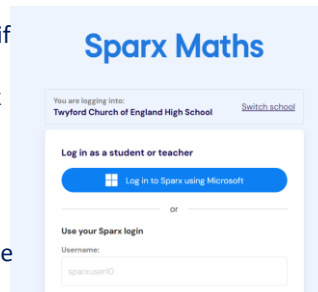 if
Sparx Maths
You are logging into:
Twyford Church of England High School
Switch school
Log in as a student or teacher
Log in to Sparx using Microsoft
or
Use your Sparx login
Username:
e
sparxuser10